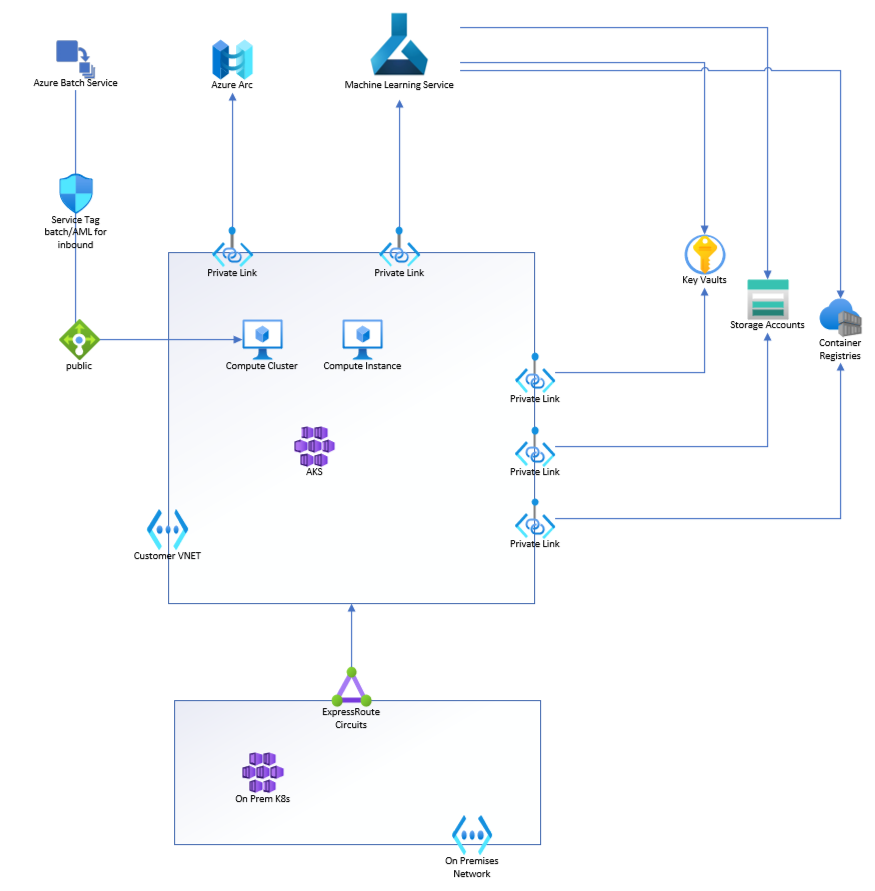 Azure Batch Service
Azure Arc
Machine Learning Service
Service Tag
batch/AML for
inbound
Private Link
Private Link
Key Vaults
Storage Accounts
Container
Registries
public
Compute Cluster
Compute Instance
Private Link
AKS
Private Link
Private Link
Customer VNET
ExpressRoute
Circuits
On Prem K8s
On Premises
Network